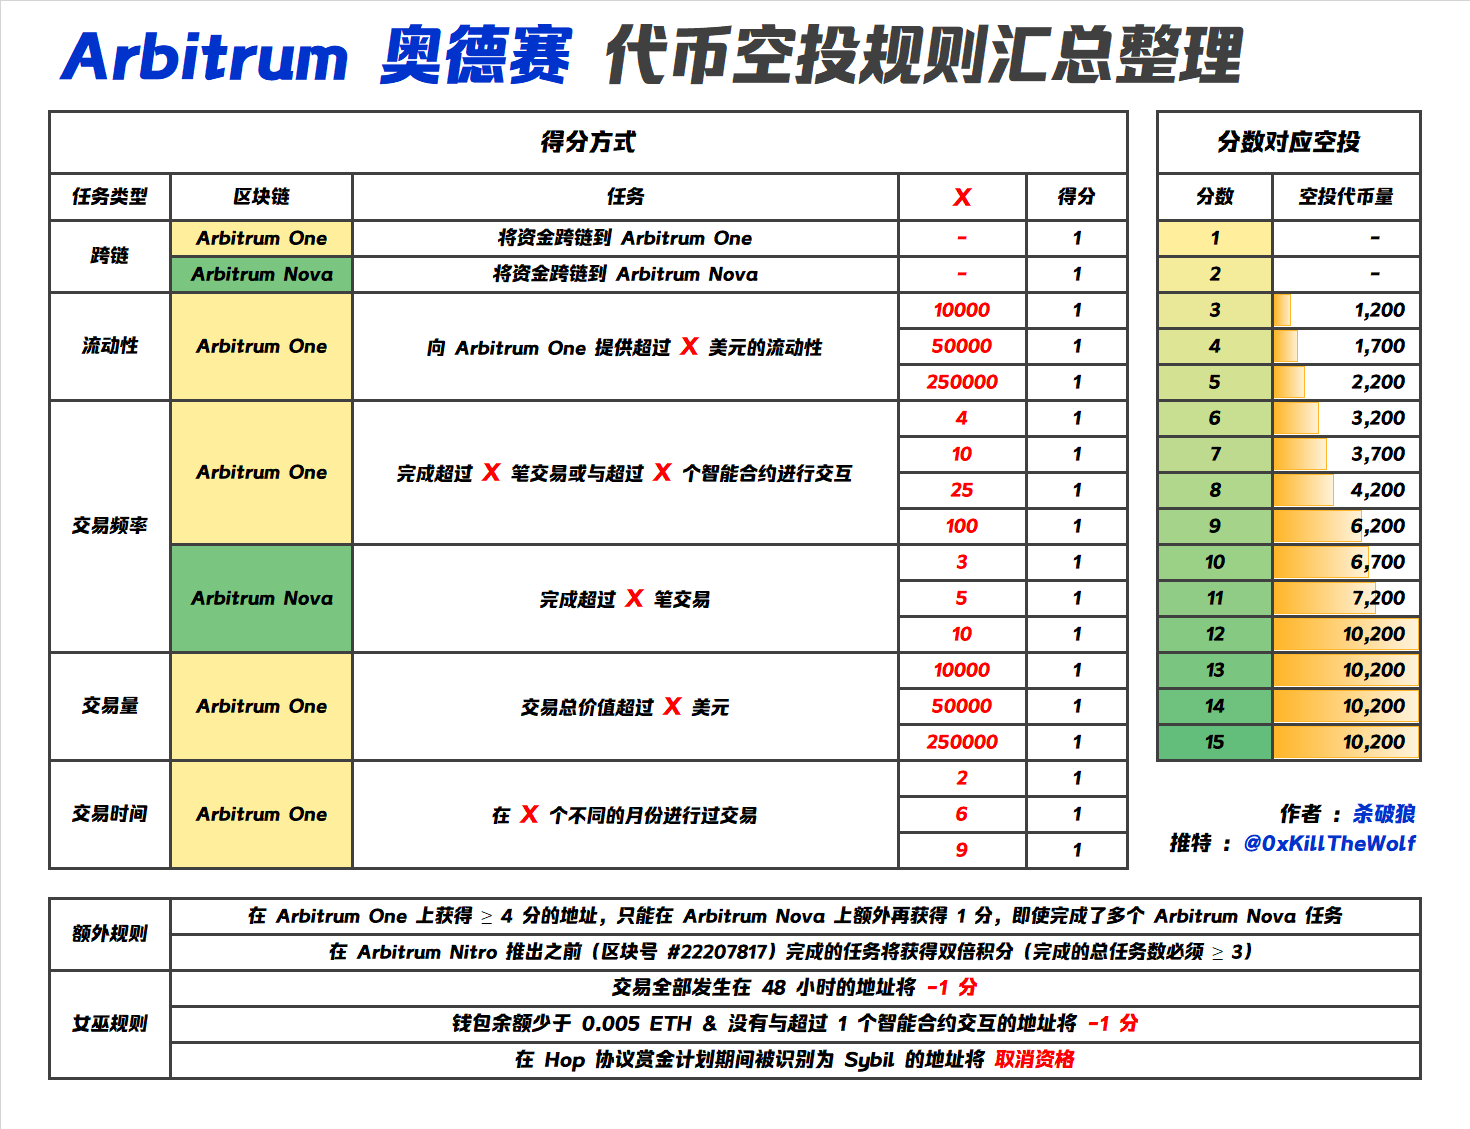 Arbitrum 奥德赛 代币空投规则汇总整理
得分方式
任务类型 区块链 任务 X 得分
跨链
Arbitrum One 将资金跨链到 Arbitrum One - 1
Arbitrum Nova 将资金跨链到 Arbitrum Nova - 1
流动性 Arbitrum One 向 Arbitrum One 提供超过 X 美元的流动性
10000 1
50000 1
250000 1
交易频率
Arbitrum One 完成超过 X 笔交易或与超过 X 个智能合约进行交互
4 1
10 1
25 1
100 1
Arbitrum Nova 完成超过 X 笔交易
3 1
5 1
10 1
交易量 Arbitrum One 交易总价值超过 X 美元
10000 1
50000 1
250000 1
交易时间 Arbitrum One 在 X 个不同的月份进行过交易
2 1
6 1
9 1
分数对应空投
分数 空投代币量
1 -
2 -
3 1,200
4 1,700
5 2,200
6 3,200
7 3,700
8 4,200
9 6,200
10 6,700
11 7,200
12 10,200
13 10,200
14 10,200
15 10,200
作者 : 杀破狼
推特 : @0xKillTheWolf
额外规则
在 Arbitrum One 上获得 ≥ 4 分的地址，只能在 Arbitrum Nova 上额外再获得 1 分，即使完成了多个 Arbitrum Nova 任务
在 Arbitrum Nitro 推出之前（区块号 #22207817）完成的任务将获得双倍积分（完成的总任务数必须 ≥ 3）
女巫规则
交易全部发生在 48 小时的地址将 -1 分
钱包余额少于 0.005 ETH & 没有与超过 1 个智能合约交互的地址将 -1 分
在 Hop 协议赏金计划期间被识别为 Sybil 的地址将 取消资格